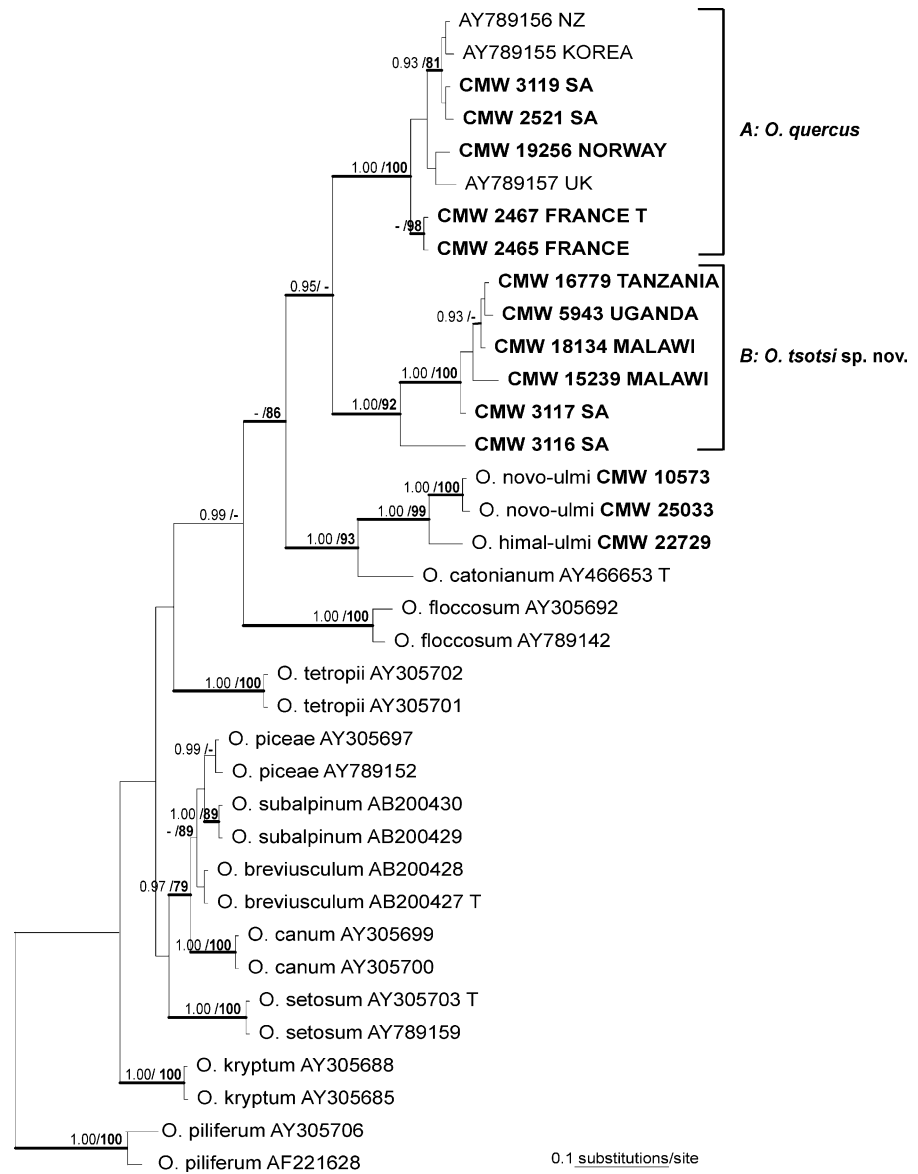 AY789156 NZ
AY789155 KOREA
0.93 /81
CMW 3119 SA
CMW 2521 SA
A: O. quercus
CMW 19256 NORWAY
1.00 /100
AY789157 UK
CMW 2467 FRANCE T
- /98
CMW 2465 FRANCE
CMW 16779 TANZANIA
0.95/ -
CMW 5943 UGANDA
0.93 /-
CMW 18134 MALAWI
B: O. tsotsi sp. nov.
1.00 /100
CMW 15239 MALAWI
1.00/92
CMW 3117 SA
- /86
CMW 3116 SA
O. novo-ulmi CMW 10573
1.00 /100
O. novo-ulmi CMW 25033
1.00 /99
0.99 /-
1.00 /93
O. himal-ulmi CMW 22729
O. catonianum AY466653 T
O. floccosum AY305692
1.00 /100
O. floccosum AY789142
O. tetropii AY305702
1.00 /100
O. tetropii AY305701
O. piceae AY305697
0.99 /-
O. piceae AY789152
O. subalpinum AB200430
1.00 /89
- /89
O. subalpinum AB200429
O. breviusculum AB200428
0.97 /79
O. breviusculum AB200427 T
O. canum AY305699
1.00 /100
O. canum AY305700
O. setosum AY305703 T
1.00 /100
O. setosum AY789159
O. kryptum AY305688
1.00/ 100
O. kryptum AY305685
O. piliferum AY305706
1.00/100
O. piliferum AF221628
0.1 substitutions/site